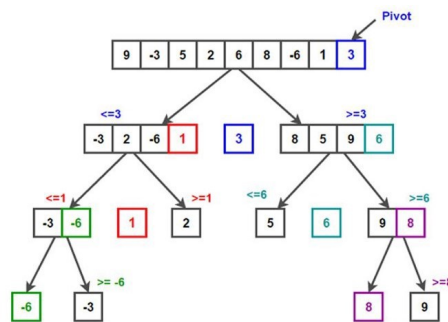 Pivot
9 -3 5 2 6 8 -6 1 3
<=3 >=3
-3 2 -6 1 3 8 5 9 6
<=1 >=1 <=6 >=6
-3 -6 1 2 5 6 9 8
>= -6 >=8
-6 -3 8 9